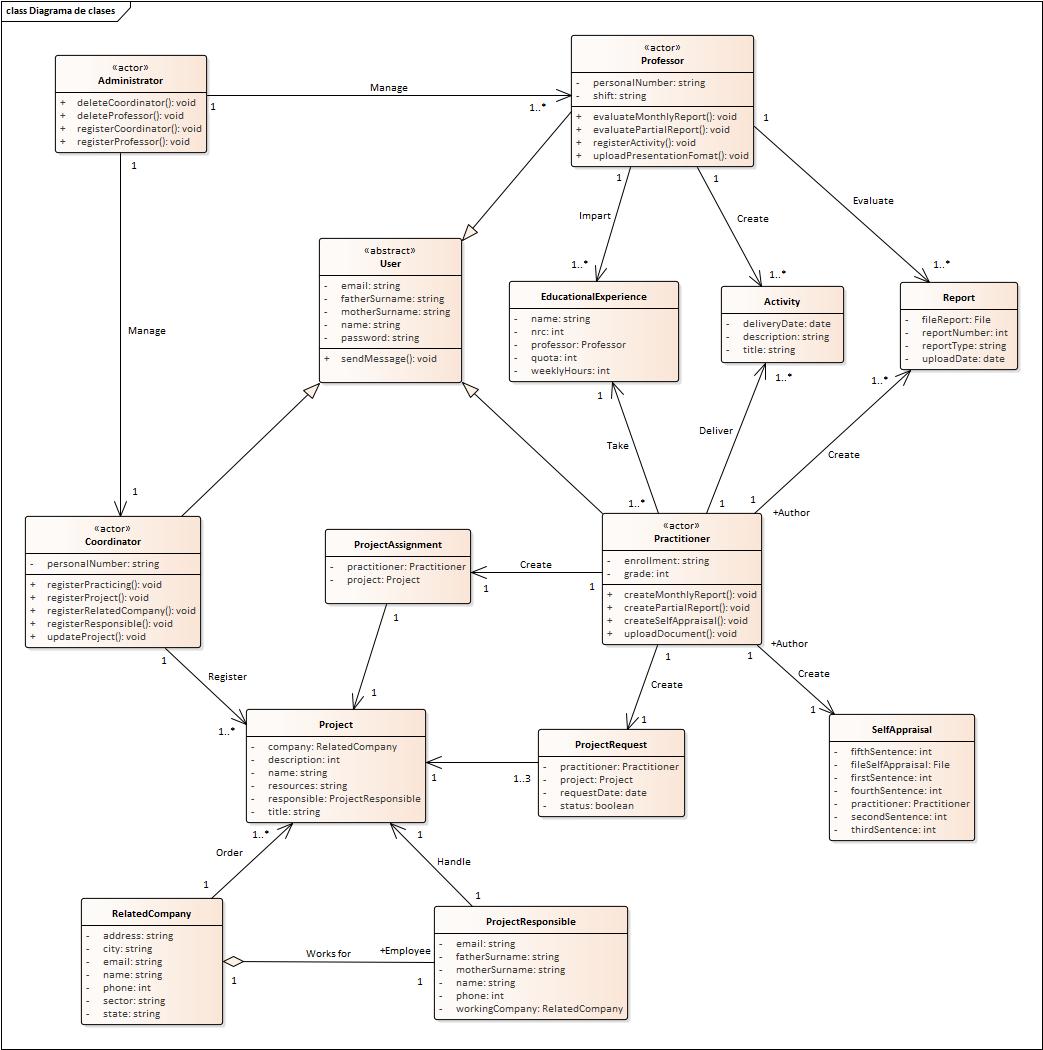 class Diagrama de clases
«actor»
Administrator
+ deleteCoordinator(): void
+ deleteProfessor(): void
+ registerCoordinator(): void
+ registerProfessor(): void
1
Manage
1..*
«actor»
Professor
- personalNumber: string
- shift: string
+ evaluateMonthlyReport(): void
+ evaluatePartialReport(): void
+ registerActivity(): void
+ uploadPresentationFomat(): void
1
Manage
1
1
Impart
1..*
1
Create
1..*
1
Evaluate
1..*
«abstract»
User
- email: string
- fatherSurname: string
- motherSurname: string
- name: string
- password: string
+ sendMessage(): void
EducationalExperience
- name: string
- nrc: int
- professor: Professor
- quota: int
- weeklyHours: int
Activity
- deliveryDate: date
- description: string
- title: string
Report
- fileReport: File
- reportNumber: int
- reportType: string
- uploadDate: date
1
Take
1..*
1..*
Deliver
1
1..*
Create
1
+Author
«actor»
Coordinator
- personalNumber: string
+ registerPracticing(): void
+ registerProject(): void
+ registerRelatedCompany(): void
+ registerResponsible(): void
+ updateProject(): void
ProjectAssignment
- practitioner: Practitioner
- project: Project
Create
1
1
«actor»
Practitioner
- enrollment: string
- grade: int
+ createMonthlyReport(): void
+ createPartialReport(): void
+ createSelfAppraisal(): void
+ uploadDocument(): void
1
Register
1..*
1
1
1
Create
1
+Author
1
Create
1
Project
- company: RelatedCompany
- description: int
- name: string
- resources: string
- responsible: ProjectResponsible
- title: string
1
1..3
ProjectRequest
- practitioner: Practitioner
- project: Project
- requestDate: date
- status: boolean
SelfAppraisal
- fifthSentence: int
- fileSelfAppraisal: File
- firstSentence: int
- fourthSentence: int
- practitioner: Practitioner
- secondSentence: int
- thirdSentence: int
1..*
Order
1
1
Handle
1
RelatedCompany
- address: string
- city: string
- email: string
- name: string
- phone: int
- sector: string
- state: string
Works for
+Employee
1
1
ProjectResponsible
- email: string
- fatherSurname: string
- motherSurname: string
- name: string
- phone: int
- workingCompany: RelatedCompany